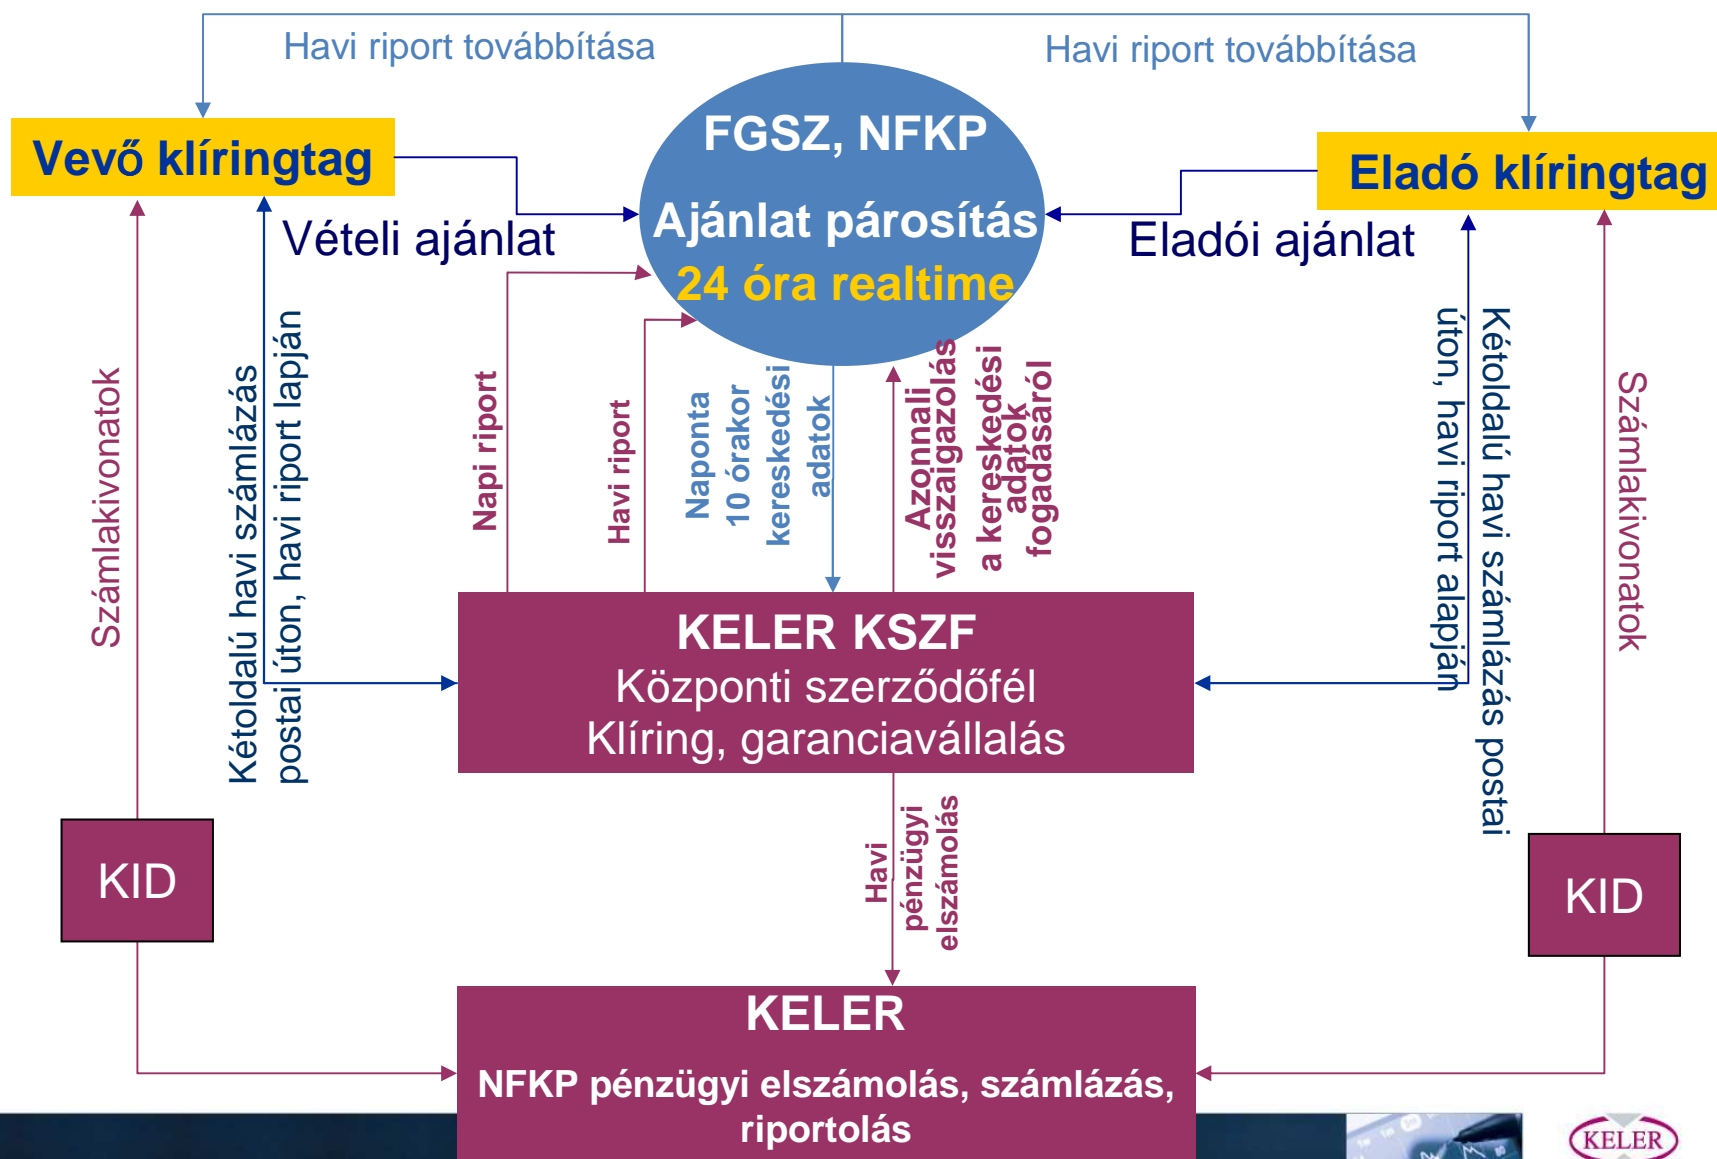 Havi riport továbbítása
Havi riport továbbítása
FGSZ, NFKP
Ajánlat párosítás
24 óra realtime
Vevő klíringtag
Eladó klíringtag
Vételi ajánlat
Eladói ajánlat
Számlakivonatok
Kétoldalú havi számlázás
postai úton, havi riport lapján
Napi riport
Havi riport
Naponta
10 órakor
kereskedési
adatok
Azonnali
visszaigazolás
a kereskedési
adatok
fogadásáról
Kétoldalú havi számlázás postai
úton, havi riport alapján
Számlakivonatok
KELER KSZF
Központi szerződőfél
Klíring, garanciavállalás
Havi
pénzügyi
elszámolás
KID
KID
KELER
NFKP pénzügyi elszámolás, számlázás,
riportolás
KELER